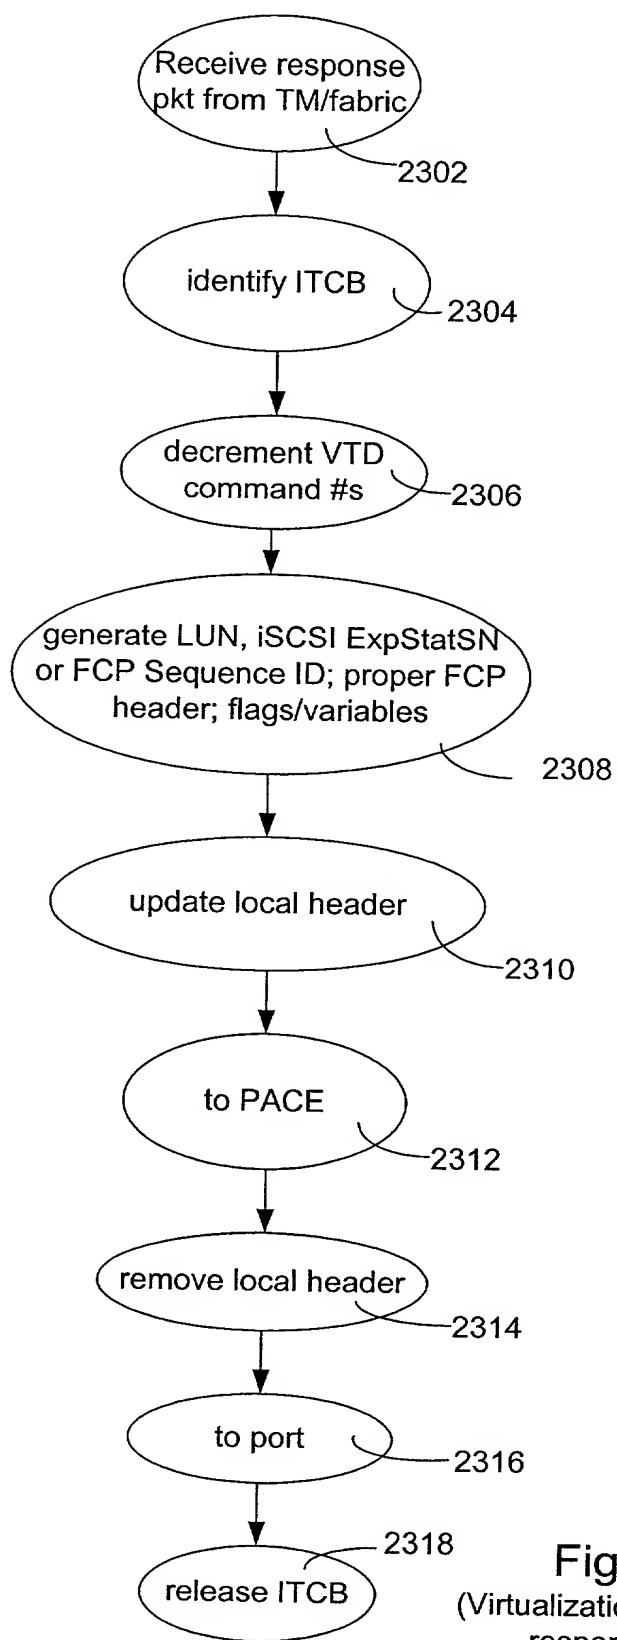 Receive response
pkt from TM/fabric
2302
identify ITCB
2304
decrement VTD
command #s
2306
generate LUN, iSCSI ExpStatSN
or FCP Sequence ID; proper FCP
header; flags/variables
2308
update local header
2310
to PACE
2312
remove local header
2314
to port
2316
2318
release ITCB
Fig